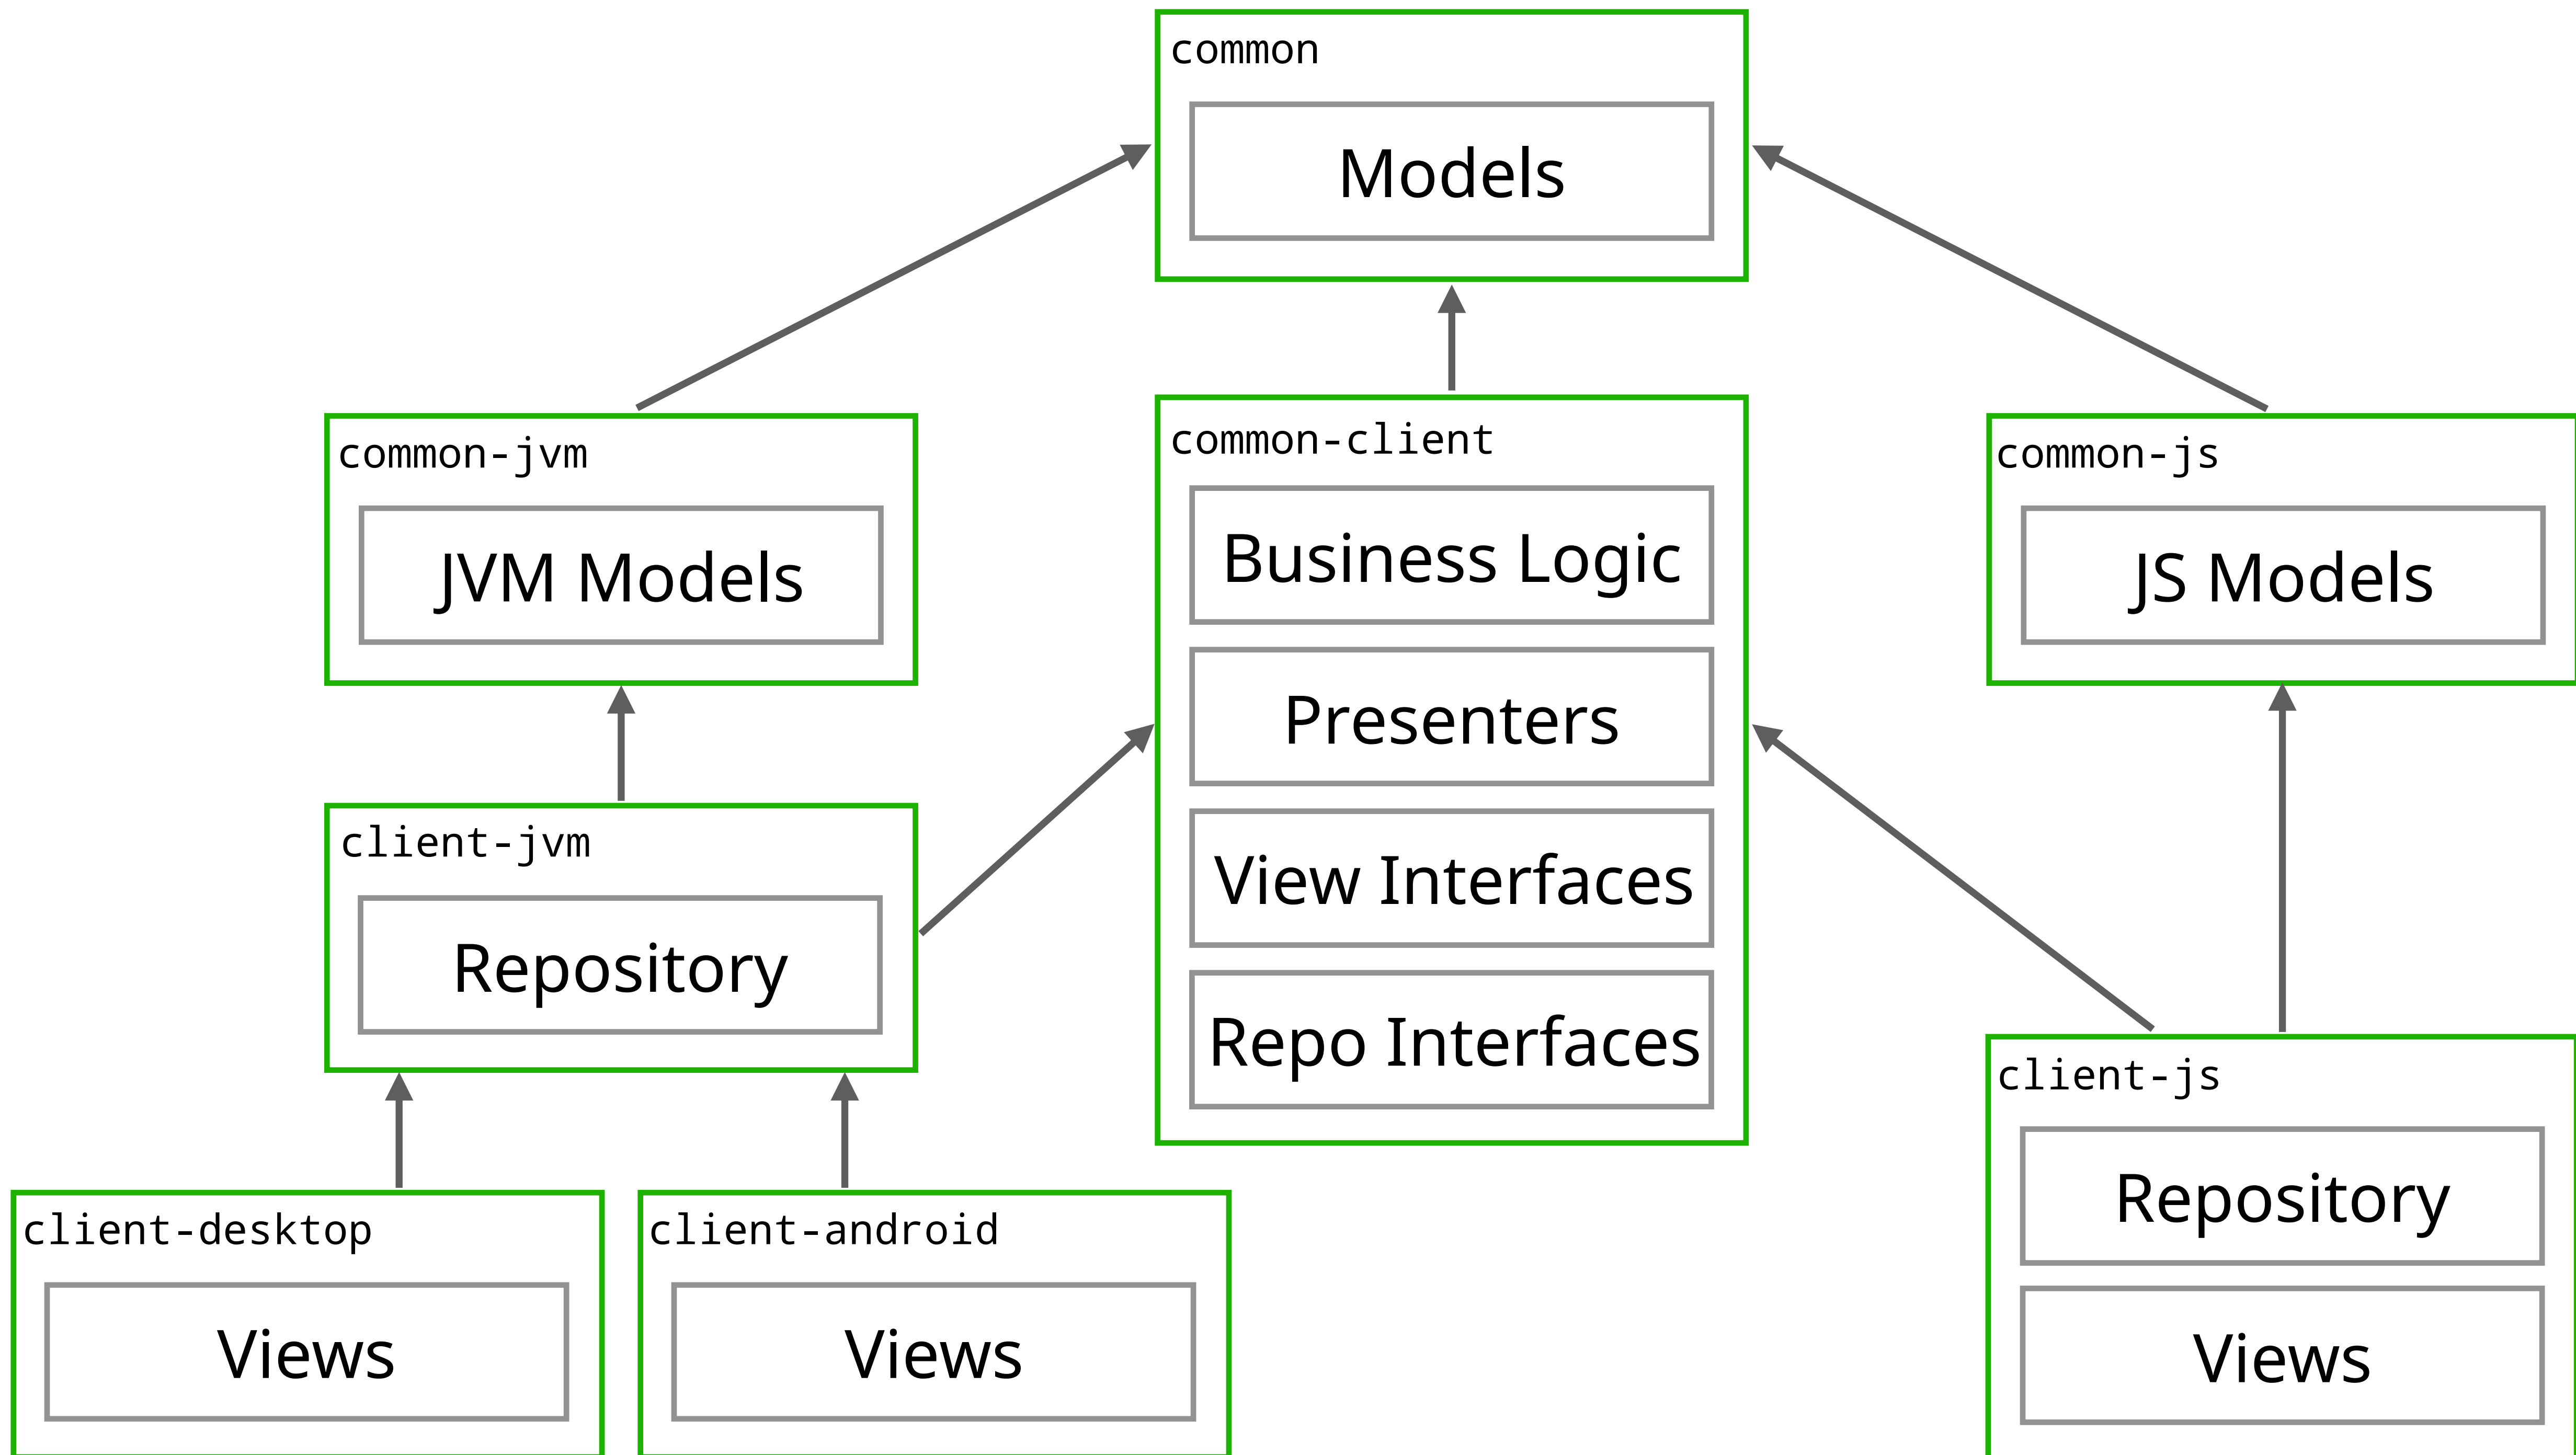 common
Models
common-jvm
JVM Models
common-client
Business Logic
Presenters
View Interfaces
Repo Interfaces
common-js
JS Models
client-jvm
Repository
client-js
Repository
Views
client-desktop
Views
client-android
Views